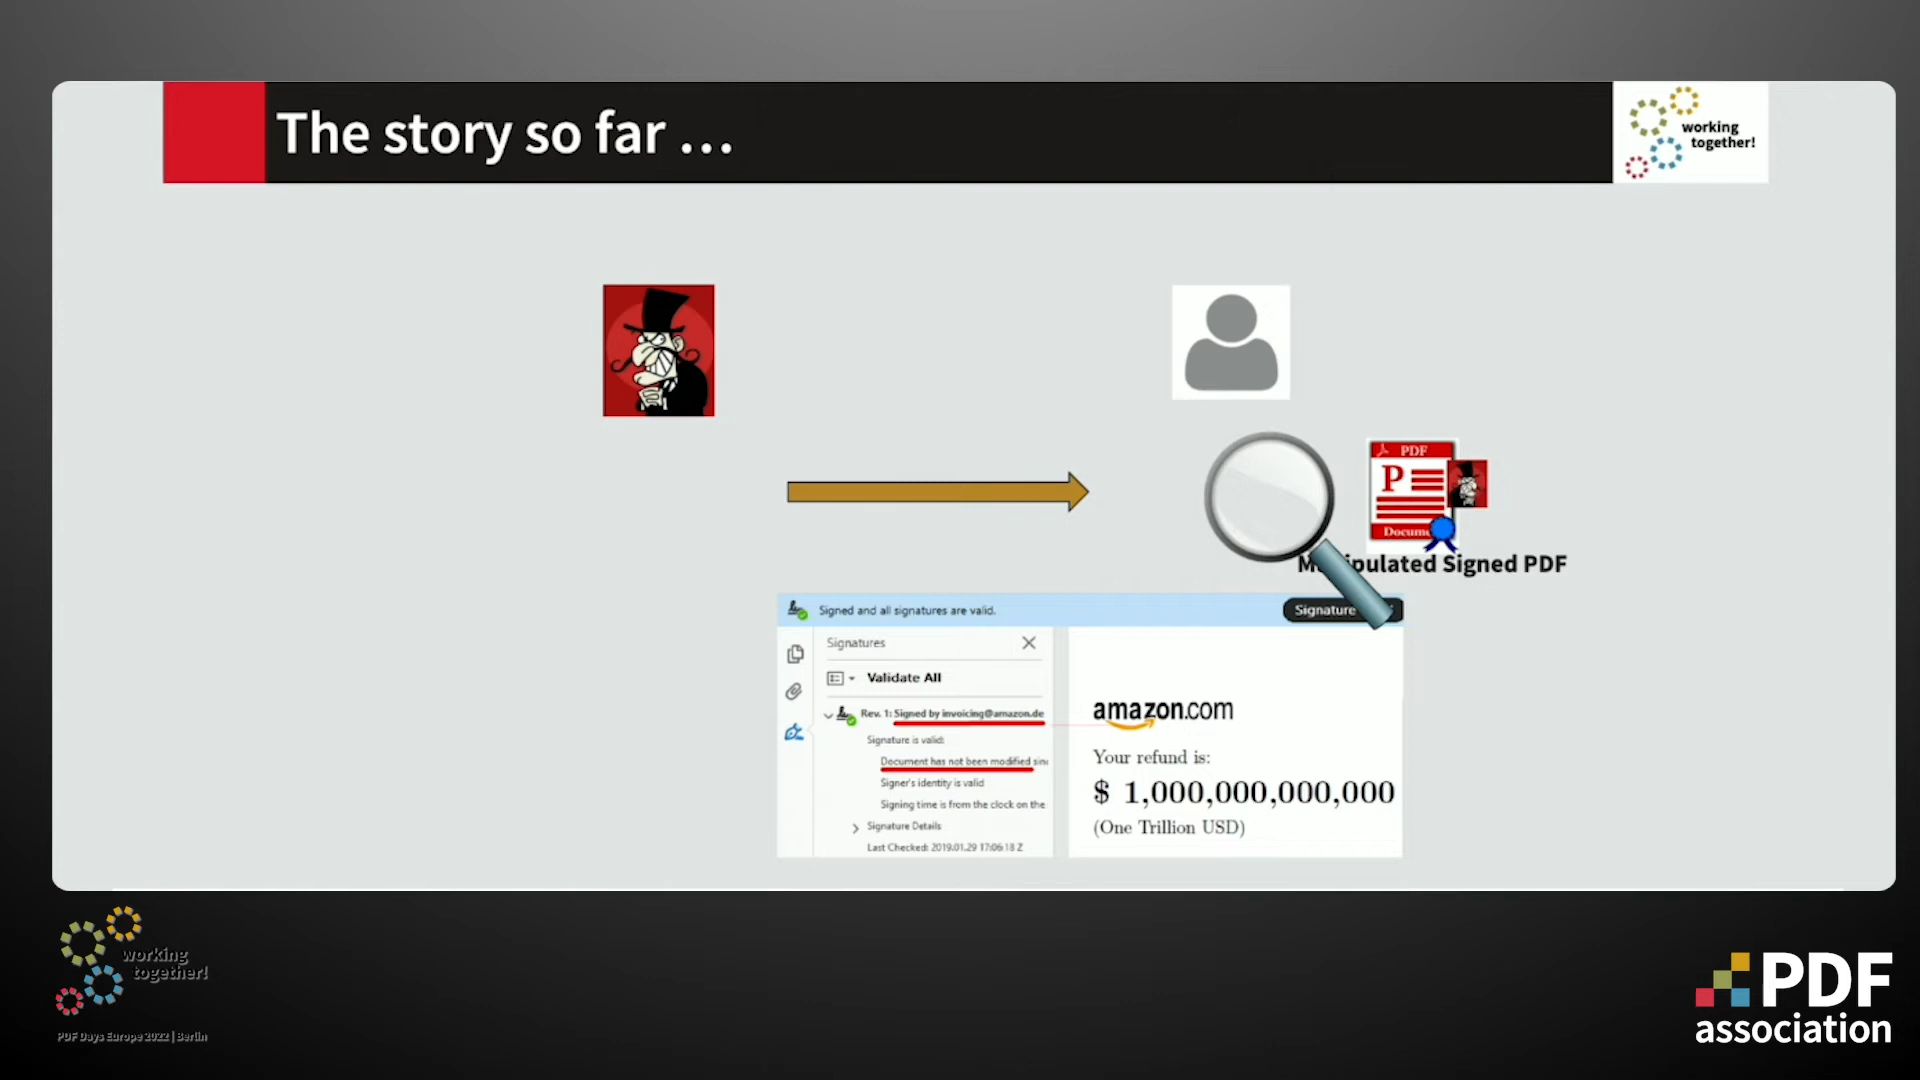 The story so far ...
working
together!
PDF
P
Manipulated Signed PDF
Signed and all signatures are valid.
Signature
Signatures
Validate All
Rev. 1: Signed by invoicing@amazon.de
Signature is valid:
Document has not been modified
Signer's identity is valid
Signing time is from the clock on the
Signature Details
Last Checked: 2019.01.29 17:06:18 Z
amazon.com
Your refund is:
$ 1,000,000,000,000
(One Trillion USD)
working
together!
PDF Days Europe 2022 | Berlin
PDF
association